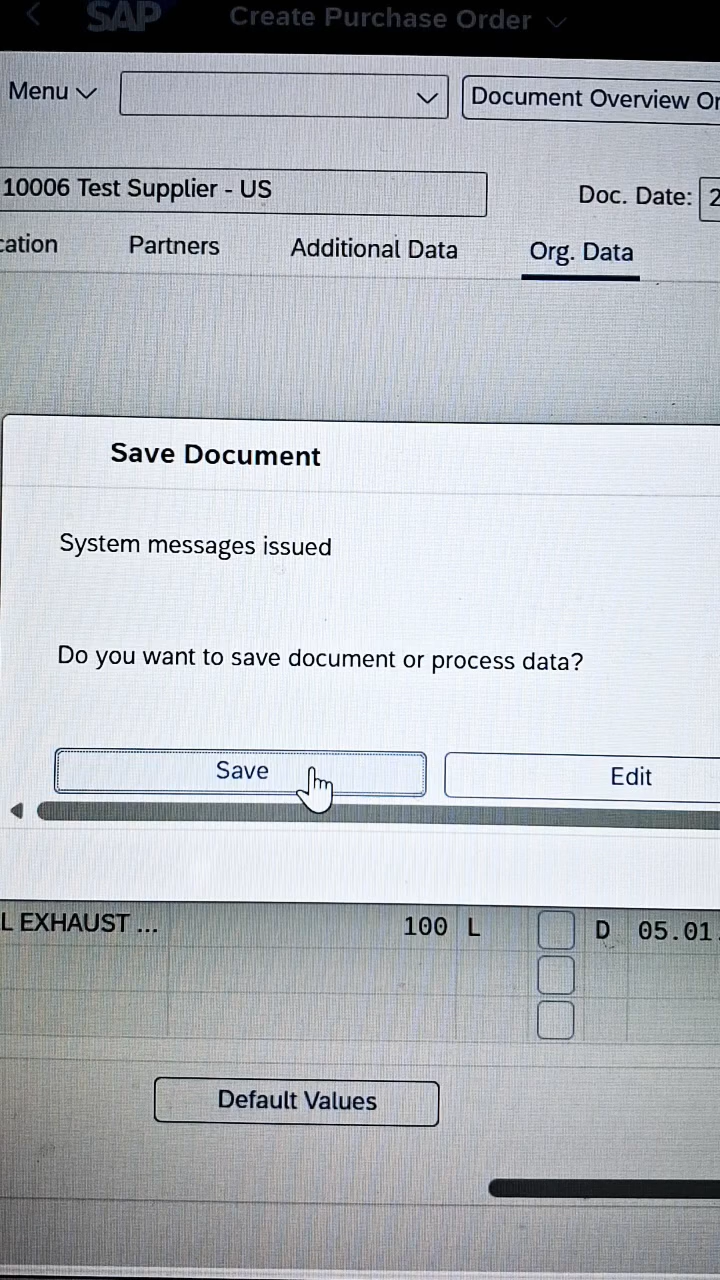 SAP Create Purchase Order
Menu Document Overview Or
10006 Test Supplier - US Doc. Date: 2
cation Partners Additional Data Org. Data
Save Document
System messages issued
Do you want to save document or process data?
Save Edit
L EXHAUST ... 100 L D 05.01.
Default Values